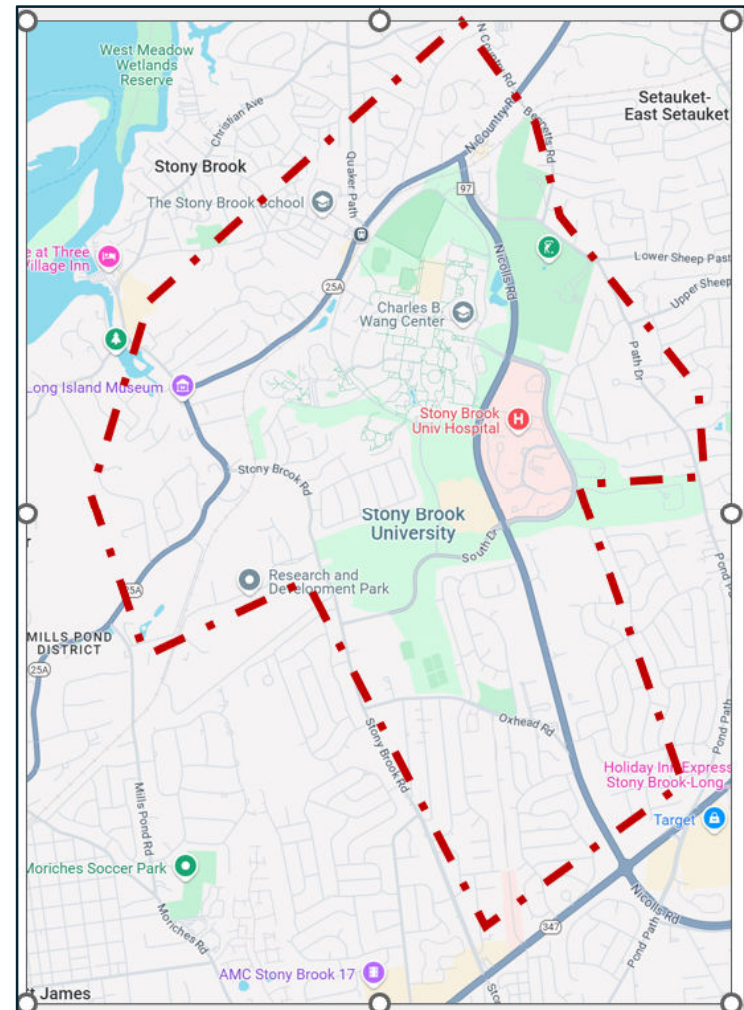 West Meadow
Wetlands
Reserve
N Country Rd
Setauket-
East Setauket
Christian Ave
N Country Rd
Bennetts Rd
Stony Brook
Quaker Path
The Stony Brook School
97
Nicolls Rd
e at Three
Village Inn
Lower Sheep Past
25A
Upper Sheep
Charles B.
Wang Center
Path Dr
Long Island Museum
Stony Brook
Univ Hospital
Stony Brook Rd
Stony Brook
University
South Dr
Research and
Development Park
25A
Pond P
MILLS POND
DISTRICT
25A
Oxhead Rd
Stony Brook Rd
Pond Path
Holiday Inn Express
Stony Brook-Long
Mills Pond Rd
Target
Moriches Soccer Park
Nicolls Rd
Moriches Rd
347
Pond Path
AMC Stony Brook 17
Sto
t James